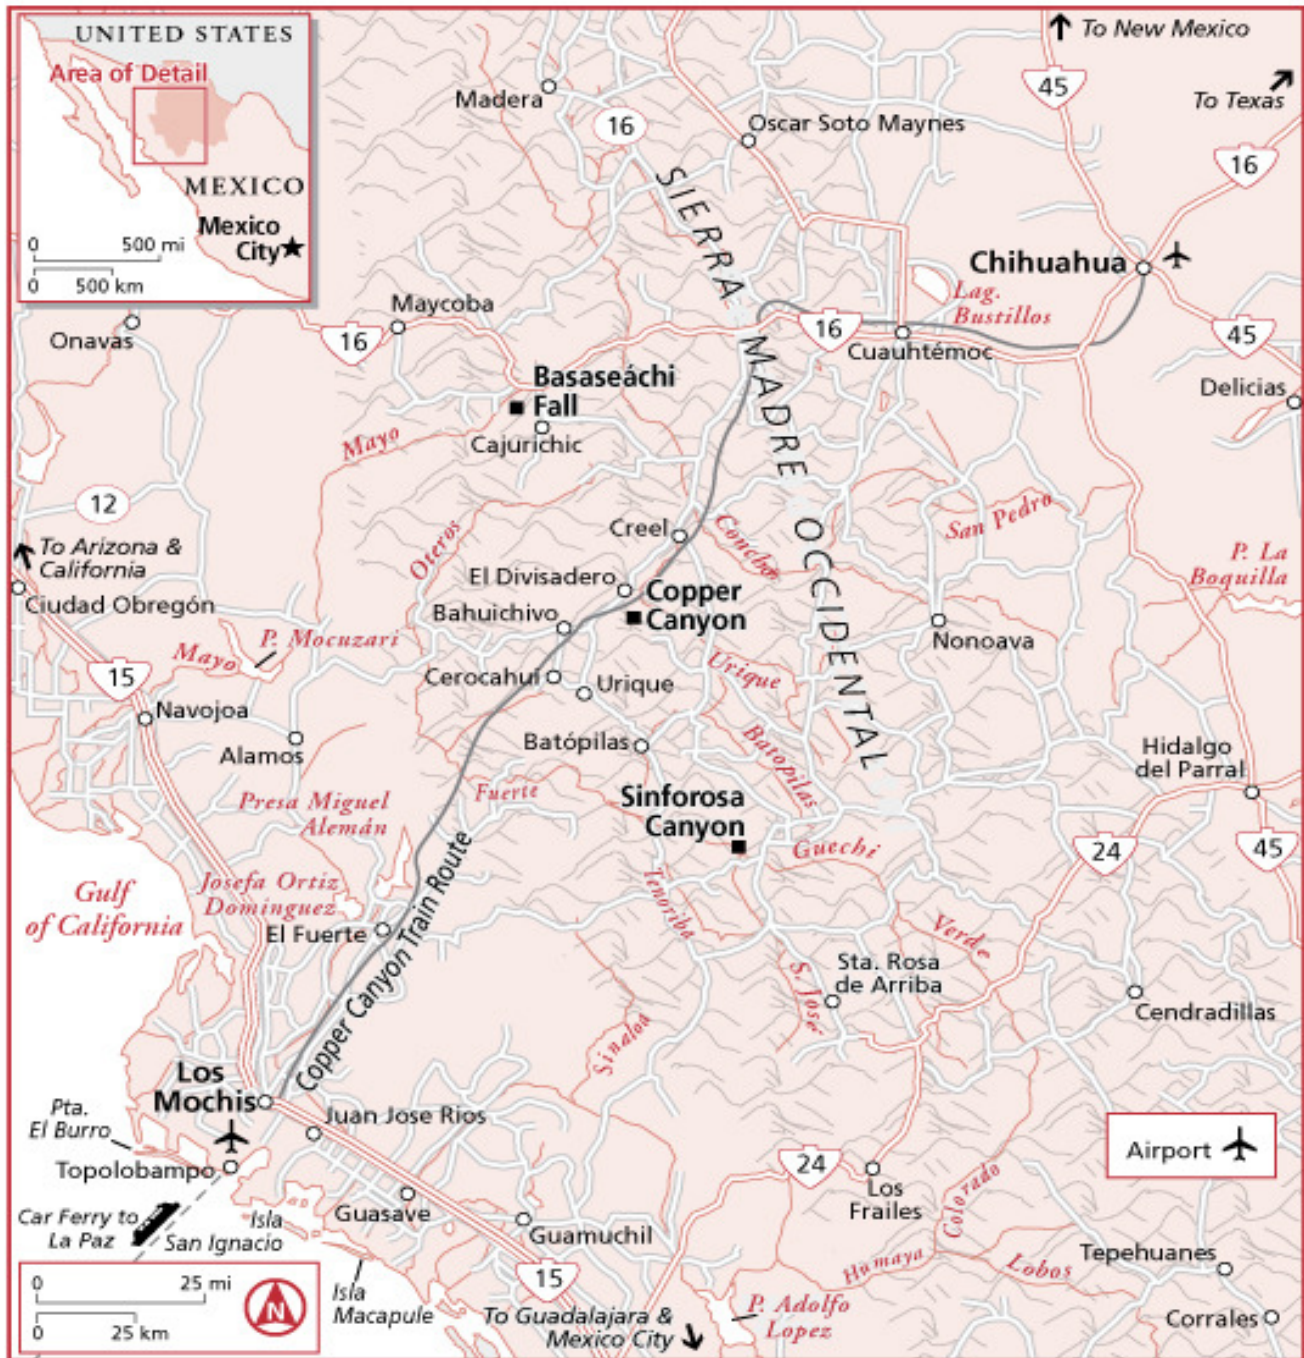 UNITED STATES
Area of Detail
MEXICO
Mexico
City
0
500 mi
0
500 km
To New Mexico
45
To Texas
16
Madera
16
Oscar Soto Maynes
SIERRA MADRE OCCIDENTAL
Chihuahua
Lag.
Bustillos
Maycoba
Onavas
16
16
Cuauhtémoc
45
Delicias
Basaseáchi
Fall
Mayo
Cajurichic
12
Oteros
Creel
Concho
San Pedro
P. La
Boquilla
To Arizona &
California
Ciudad Obregón
El Divisadero
Copper
Canyon
Bahuichivo
Nonoava
P. Mocuzari
Mayo
15
Cerocahui
Urique
Urique
Navojoa
Alamos
Batópilas
Batopilas
Hidalgo
del Parral
Presa Miguel
Alemán
Fuerte
Sinforosa
Canyon
Guechi
24
45
Gulf
of California
Josefa Ortiz
Dominguez
El Fuerte
Copper Canyon Train Route
Tenoriba
Verde
Sta. Rosa
de Arriba
S. José
Cendradillas
Sinaloa
Los
Mochis
Juan Jose Rios
Pta.
El Burro
Topolobampo
Airport
24
Los
Frailes
Colorado
Car Ferry to
La Paz
Isla
San Ignacio
Guasave
Guamuchil
Humaya
Lobos
Tepehuanes
0
25 mi
0
25 km
N
Isla
Macapule
15
To Guadalajara &
Mexico City
P. Adolfo
Lopez
Corrales